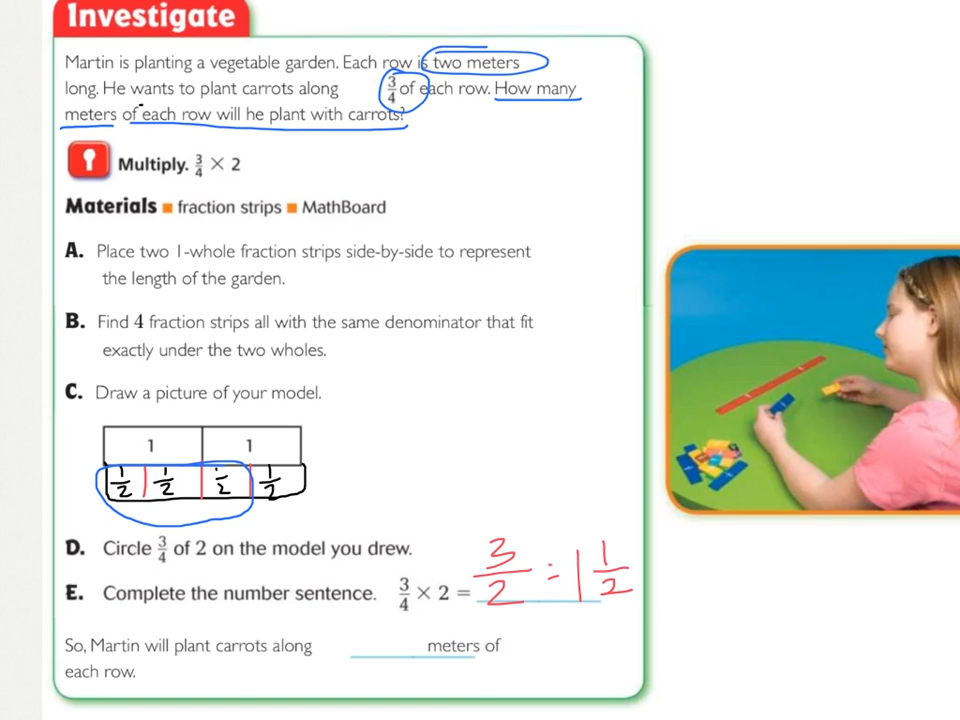 Investigate
Martin is planting a vegetable garden. Each row is two meters
long. He wants to plant carrots along 3/4 of each row. How many
meters of each row will he plant with carrots?
Multiply. 3/4 × 2
Materials ■ fraction strips ■ MathBoard
A. Place two 1-whole fraction strips side-by-side to represent
the length of the garden.
B. Find 4 fraction strips all with the same denominator that fit
exactly under the two wholes.
C. Draw a picture of your model.
1 1
1/2 1/2 1/2 1/2
D. Circle 3/4 of 2 on the model you drew.
E. Complete the number sentence. 3/4 × 2 = 3/2 = 1 1/2
So, Martin will plant carrots along ______ meters of
each row.